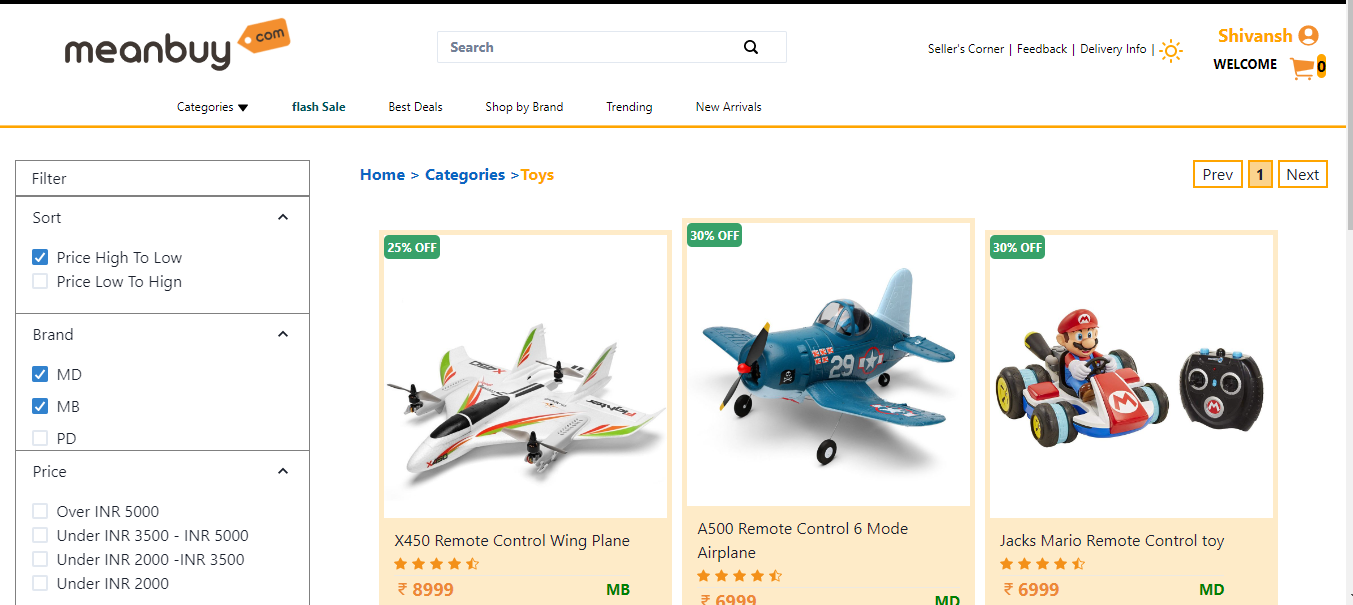 meanbuy com
Search
Seller's Corner | Feedback | Delivery Info |
Shivansh
WELCOME
0
Categories
flash Sale
Best Deals
Shop by Brand
Trending
New Arrivals
Filter
Sort
Price High To Low
Price Low To Hign
Brand
MD
MB
PD
Price
Over INR 5000
Under INR 3500 - INR 5000
Under INR 2000 -INR 3500
Under INR 2000
Home > Categories >Toys
Prev
1
Next
25% OFF
X450
Fighter
X450
X450 Remote Control Wing Plane
₹ 8999
MB
30% OFF
29
A500 Remote Control 6 Mode
Airplane
₹ 6999
MD
30% OFF
M
M
M
Jacks Mario Remote Control toy
₹ 6999
MD